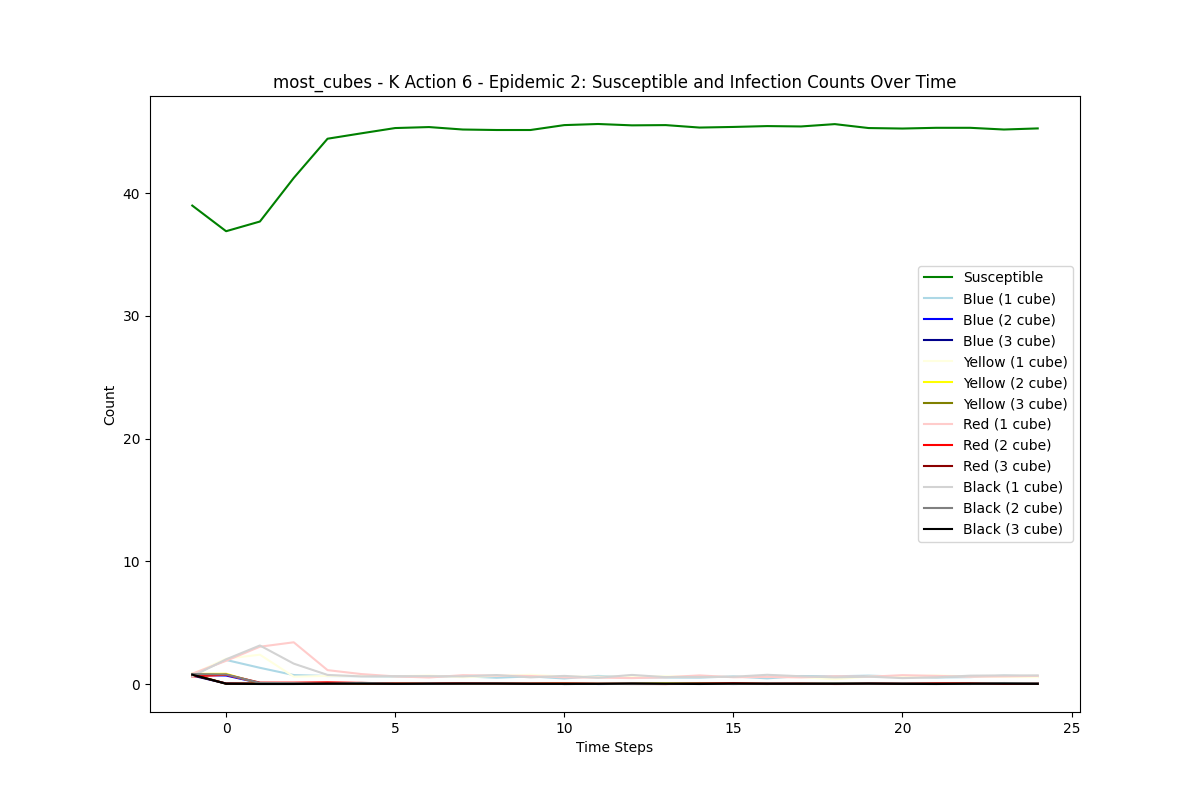 most_cubes - K Action 6 - Epidemic 2: Susceptible and Infection Counts Over Time
Count
40
30
20
10
0
Susceptible
Blue (1 cube)
Blue (2 cube)
Blue (3 cube)
Yellow (1 cube)
Yellow (2 cube)
Yellow (3 cube)
Red (1 cube)
Red (2 cube)
Red (3 cube)
Black (1 cube)
Black (2 cube)
Black (3 cube)
0 5 10 15 20 25
Time Steps